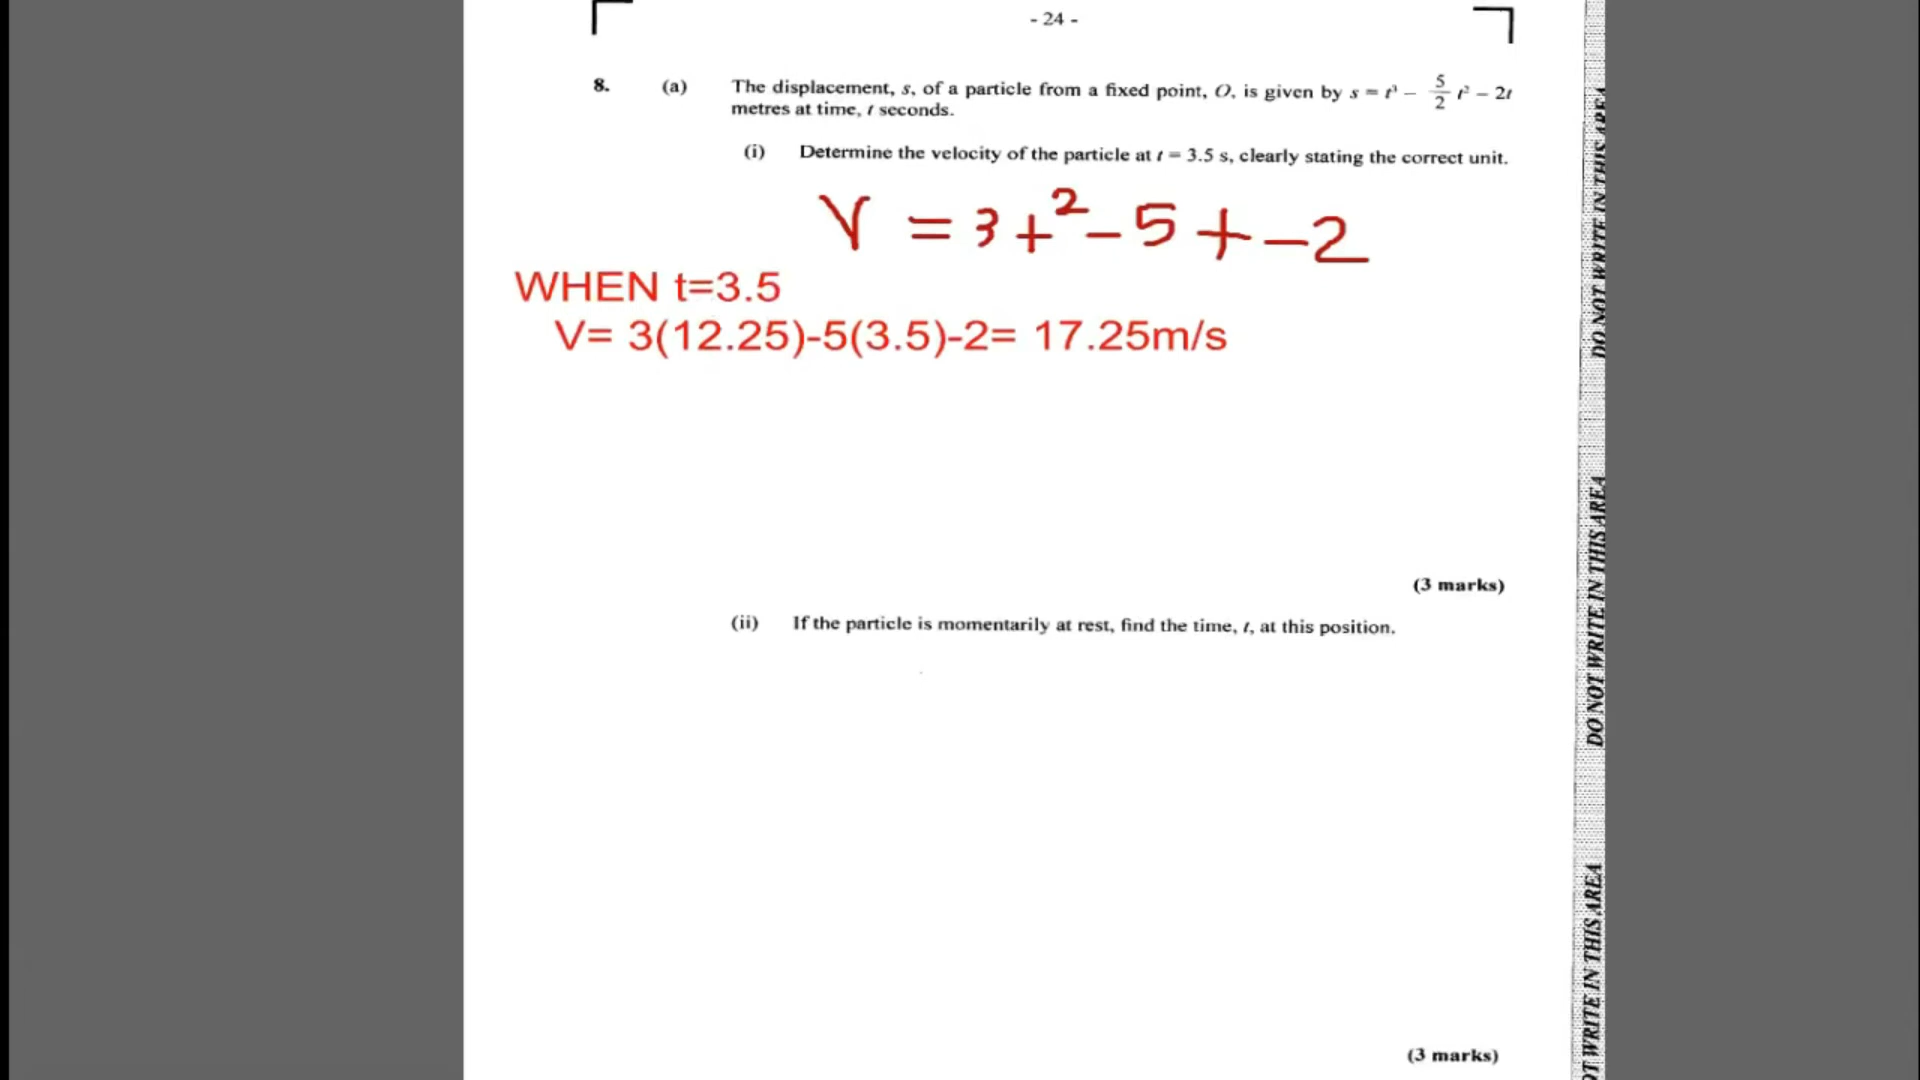 - 24 -
8. (a) The displacement, s, of a particle from a fixed point, O, is given by s = t³ – 5/2 t² – 2t
metres at time, t seconds.
(i) Determine the velocity of the particle at t = 3.5 s, clearly stating the correct unit.
V = 3t² – 5t – 2
WHEN t=3.5
V= 3(12.25)-5(3.5)-2= 17.25m/s
(3 marks)
(ii) If the particle is momentarily at rest, find the time, t, at this position.
(3 marks)
DO NOT WRITE IN THIS AREA
DO NOT WRITE IN THIS AREA
OT WRITE IN THIS AREA